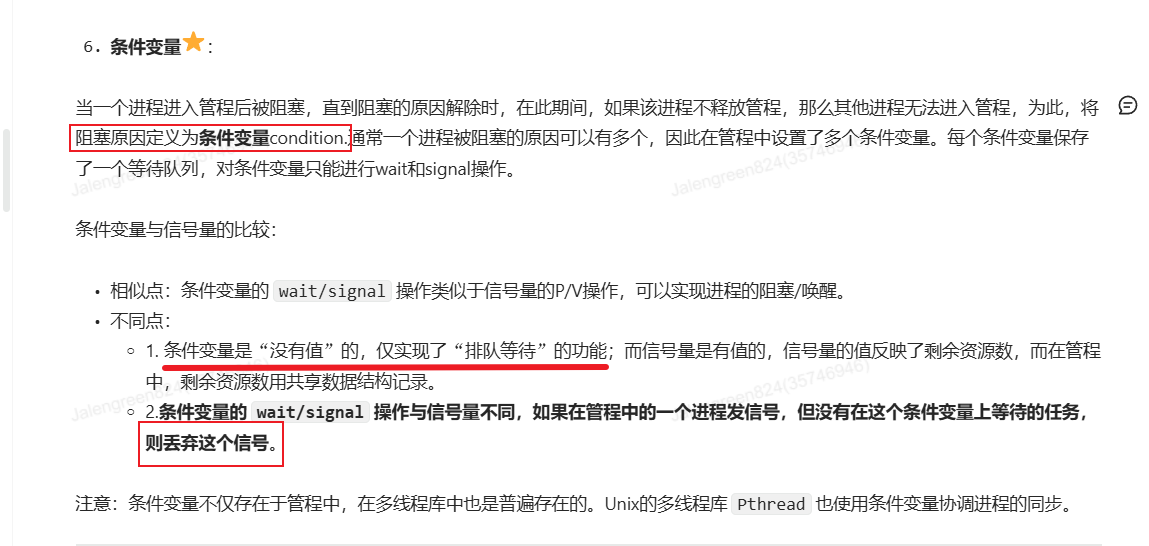 6. 条件变量⭐：
当一个进程进入管程后被阻塞，直到阻塞的原因解除时，在此期间，如果该进程不释放管程，那么其他进程无法进入管程，为此，将
阻塞原因定义为条件变量condition.通常一个进程被阻塞的原因可以有多个，因此在管程中设置了多个条件变量。每个条件变量保存
了一个等待队列，对条件变量只能进行wait和signal操作。
条件变量与信号量的比较：
• 相似点：条件变量的 wait/signal 操作类似于信号量的P/V操作，可以实现进程的阻塞/唤醒。
• 不同点：
◦ 1. 条件变量是“没有值”的，仅实现了“排队等待”的功能；而信号量是有值的，信号量的值反映了剩余资源数，而在管程
中，剩余资源数用共享数据结构记录。
◦ 2.条件变量的 wait/signal 操作与信号量不同，如果在管程中的一个进程发信号，但没有在这个条件变量上等待的任务，
则丢弃这个信号。
注意：条件变量不仅存在于管程中，在多线程库中也是普遍存在的。Unix的多线程库 Pthread 也使用条件变量协调进程的同步。
Jalengreen824(35746946)